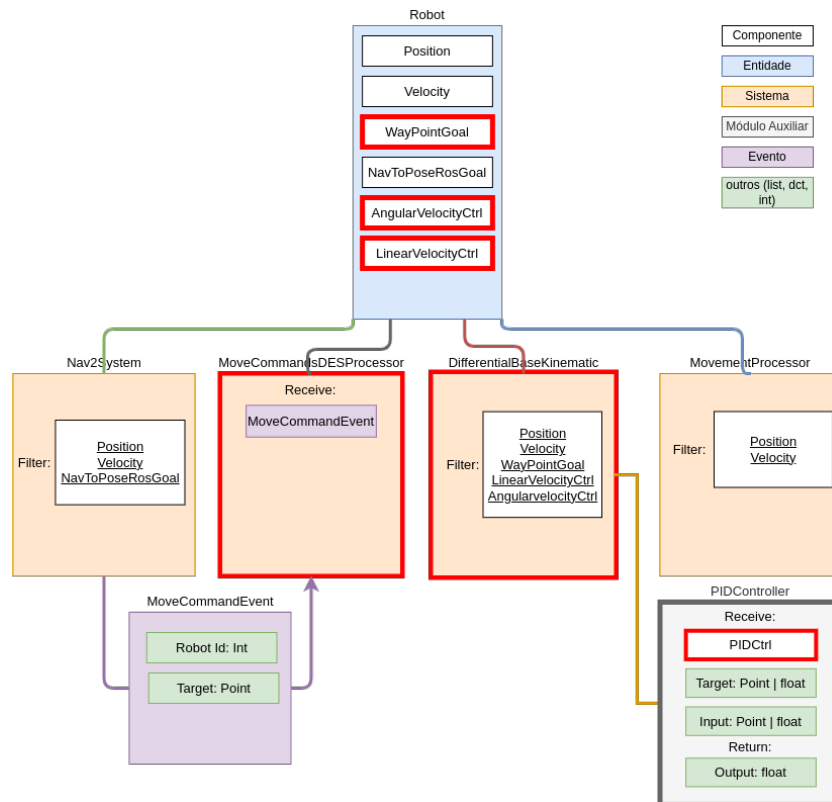 Robot
Position
Velocity
WayPointGoal
NavToPoseRosGoal
AngularVelocityCtrl
LinearVelocityCtrl
Componente
Entidade
Sistema
Módulo Auxiliar
Evento
outros (list, dct,
int)
Nav2System
Filter:
Position
Velocity
NavToPoseRosGoal
MoveCommandsDESProcessor
Receive:
MoveCommandEvent
DifferentialBaseKinematic
Filter:
Position
Velocity
WayPointGoal
LinearVelocityCtrl
AngularvelocityCtrl
MovementProcessor
Filter:
Position
Velocity
MoveCommandEvent
Robot Id: Int
Target: Point
PIDController
Receive:
PIDCtrl
Target: Point | float
Input: Point | float
Return:
Output: float